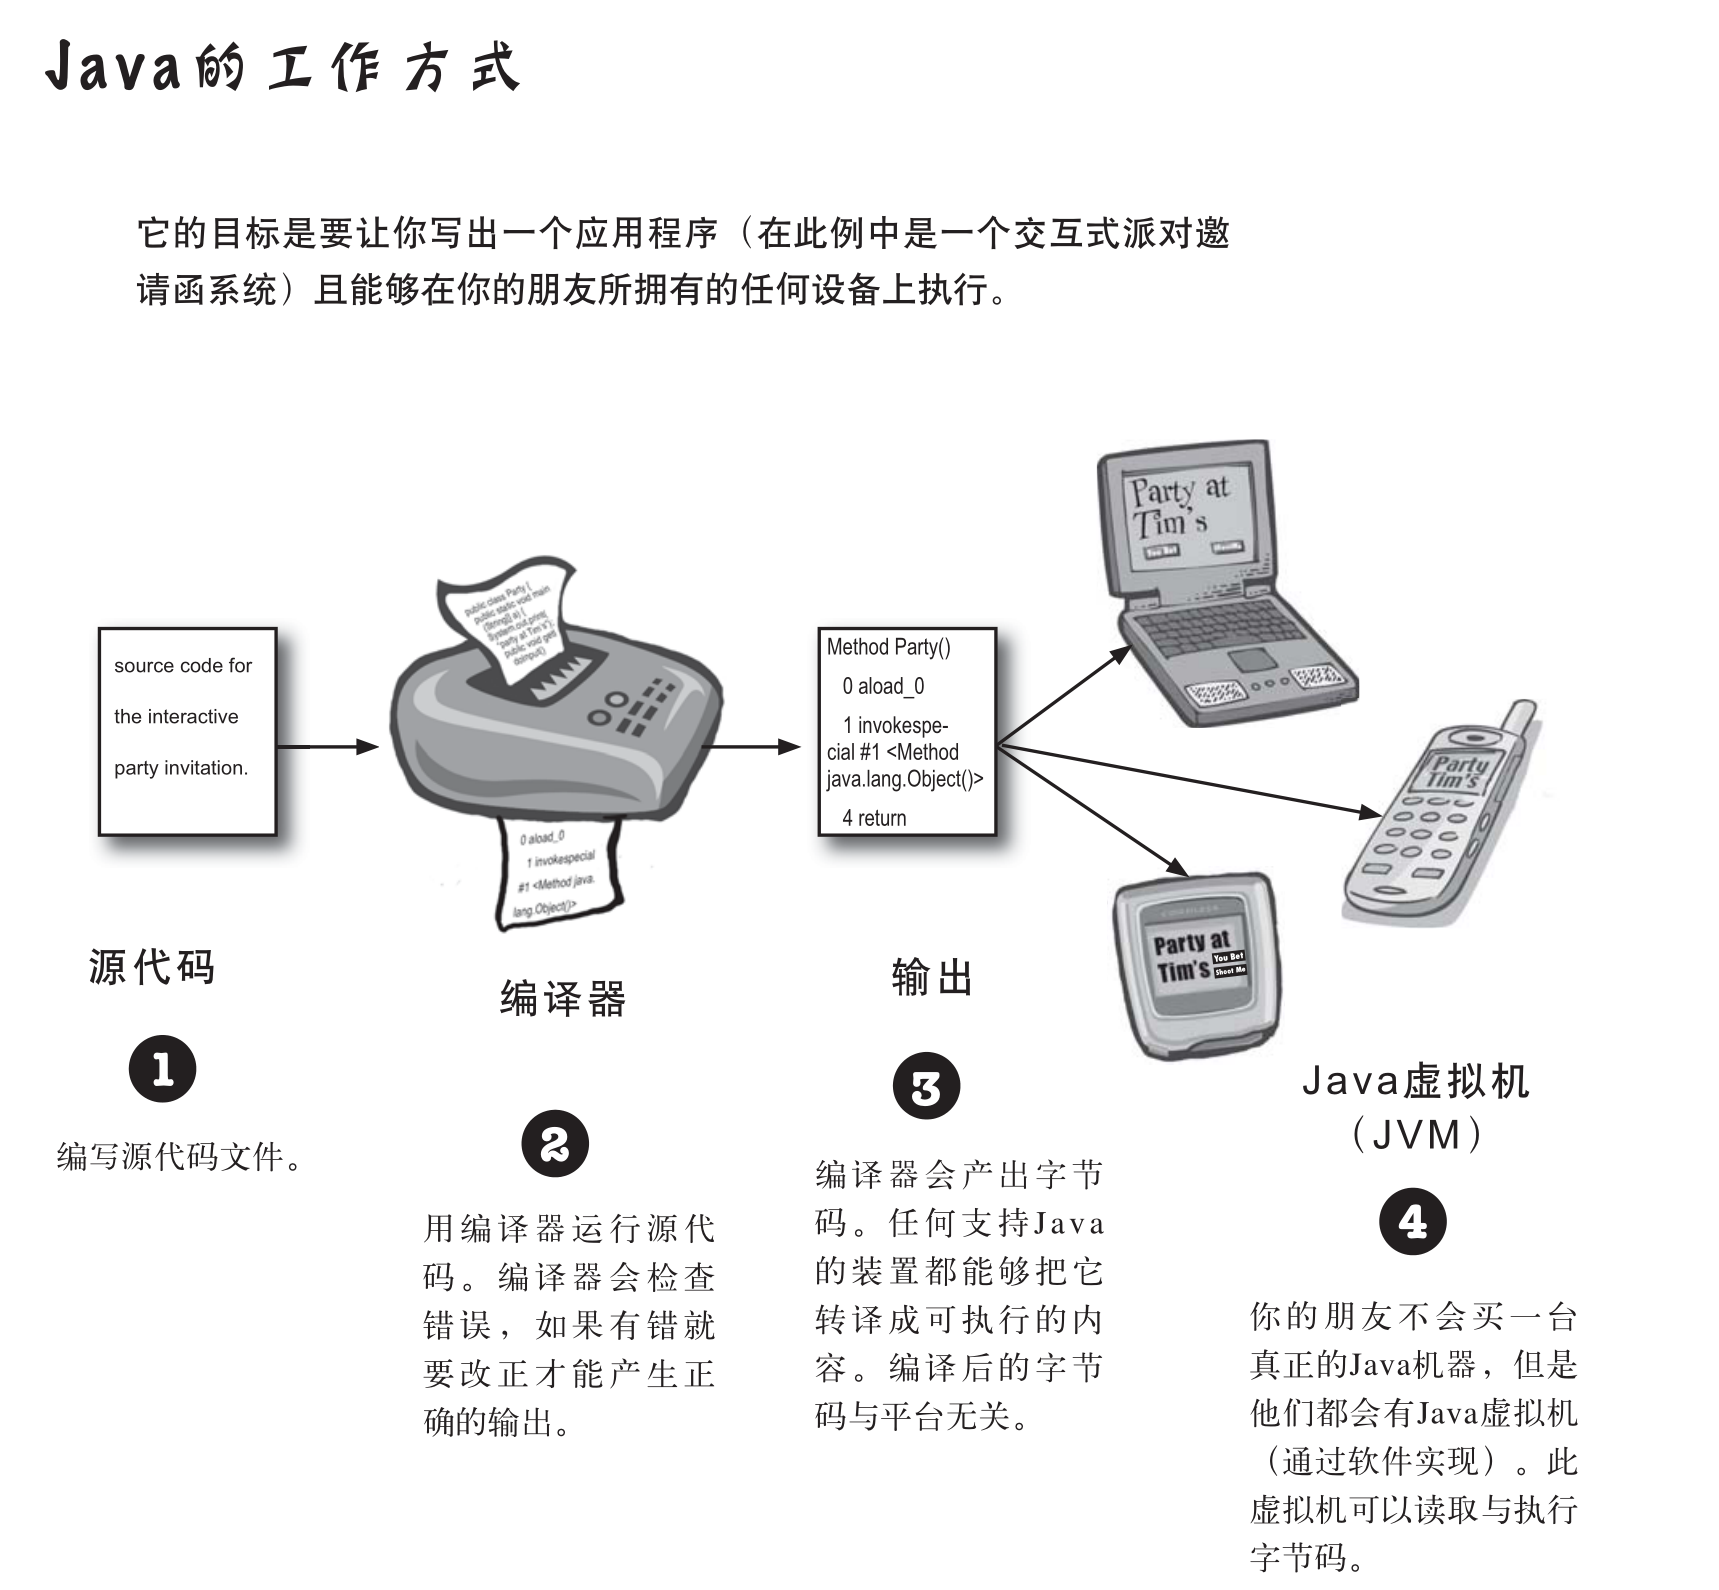 Java的工作方式
它的目标是要让你写出一个应用程序（在此例中是一个交互式派对邀
请函系统）且能够在你的朋友所拥有的任何设备上执行。
Party at
Tim's
You Bet
public class Party {
public static void main
(String[] a) {
System.out.print(
"party at Tim's");
public void get(
doInput()
source code for
the interactive
party invitation.
Method Party()
0 aload_0
1 invokespe-
cial #1 <Method
java.lang.Object()>
4 return
Party
Tim's
0 aload_0
1 invokespecial
#1 <Method java.
lang.Object()>
Party at
Tim's
You Bet
Shoot Me
源代码
1
编写源代码文件。
编译器
2
用编译器运行源代
码。编译器会检查
错误，如果有错就
要改正才能产生正
确的输出。
输出
3
编译器会产出字节
码。任何支持Java
的装置都能够把它
转译成可执行的内
容。编译后的字节
码与平台无关。
Java虚拟机
（JVM）
4
你的朋友不会买一台
真正的Java机器，但是
他们都会有Java虚拟机
（通过软件实现）。此
虚拟机可以读取与执行
字节码。